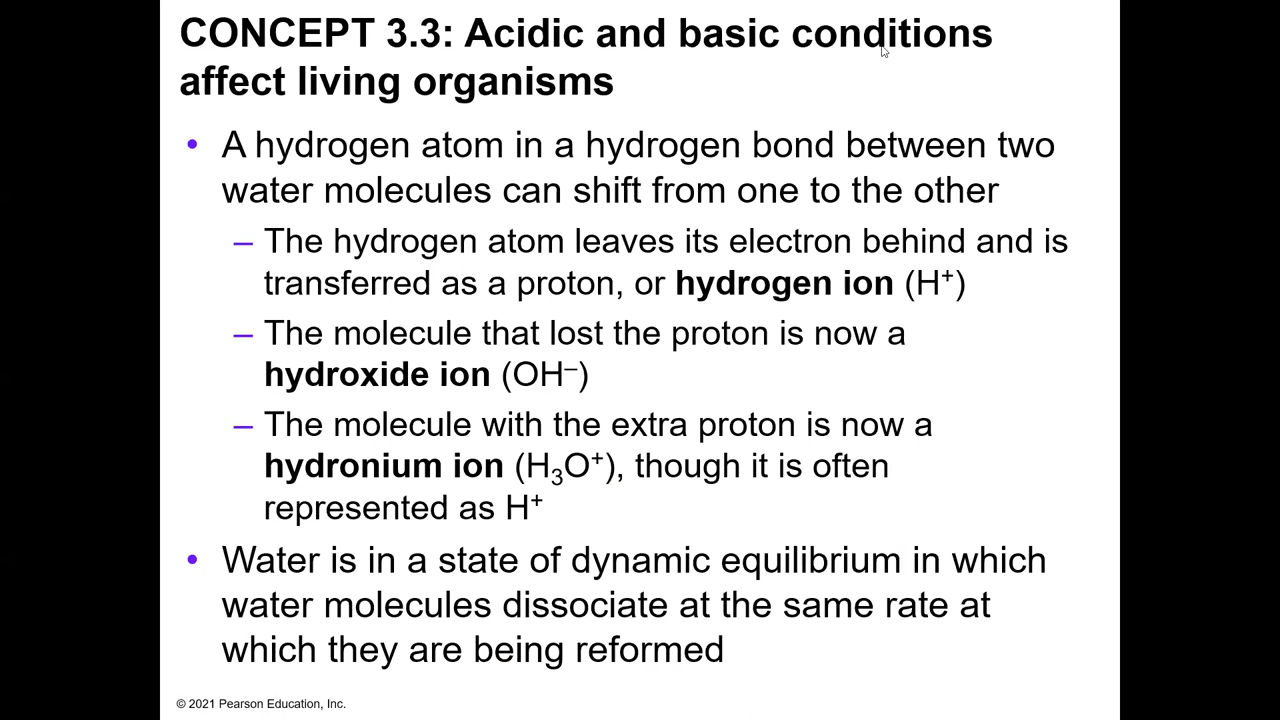 CONCEPT 3.3: Acidic and basic conditions
affect living organisms
• A hydrogen atom in a hydrogen bond between two
water molecules can shift from one to the other
– The hydrogen atom leaves its electron behind and is
transferred as a proton, or hydrogen ion (H⁺)
– The molecule that lost the proton is now a
hydroxide ion (OH⁻)
– The molecule with the extra proton is now a
hydronium ion (H₃O⁺), though it is often
represented as H⁺
• Water is in a state of dynamic equilibrium in which
water molecules dissociate at the same rate at
which they are being reformed
© 2021 Pearson Education, Inc.